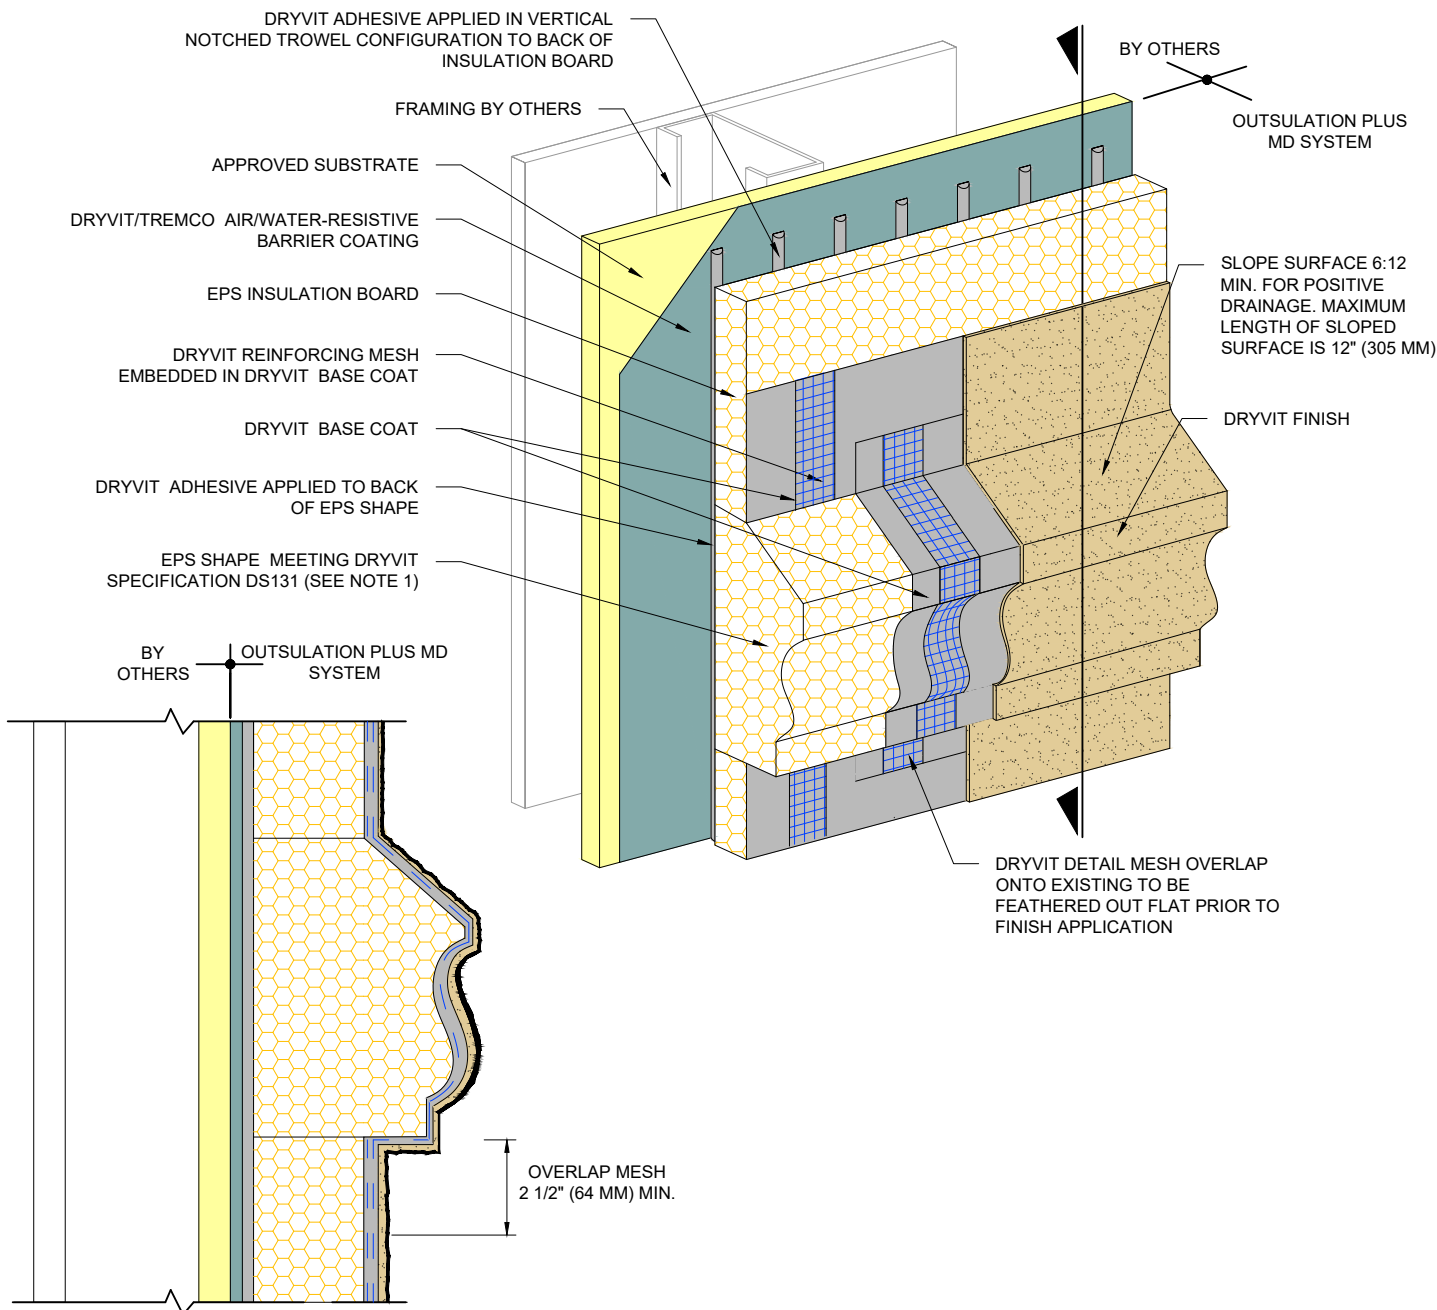 DRYVIT ADHESIVE APPLIED IN VERTICAL
NOTCHED TROWEL CONFIGURATION TO BACK OF
INSULATION BOARD
FRAMING BY OTHERS
APPROVED SUBSTRATE
DRYVIT/TREMCO AIR/WATER-RESISTIVE
BARRIER COATING
EPS INSULATION BOARD
DRYVIT REINFORCING MESH
EMBEDDED IN DRYVIT BASE COAT
DRYVIT BASE COAT
DRYVIT ADHESIVE APPLIED TO BACK
OF EPS SHAPE
EPS SHAPE MEETING DRYVIT
SPECIFICATION DS131 (SEE NOTE 1)
BY OTHERS
OUTSULATION PLUS
MD SYSTEM
SLOPE SURFACE 6:12
MIN. FOR POSITIVE
DRAINAGE. MAXIMUM
LENGTH OF SLOPED
SURFACE IS 12" (305 MM)
DRYVIT FINISH
DRYVIT DETAIL MESH OVERLAP
ONTO EXISTING TO BE
FEATHERED OUT FLAT PRIOR TO
FINISH APPLICATION
BY
OTHERS
OUTSULATION PLUS MD
SYSTEM
OVERLAP MESH
2 1/2" (64 MM) MIN.